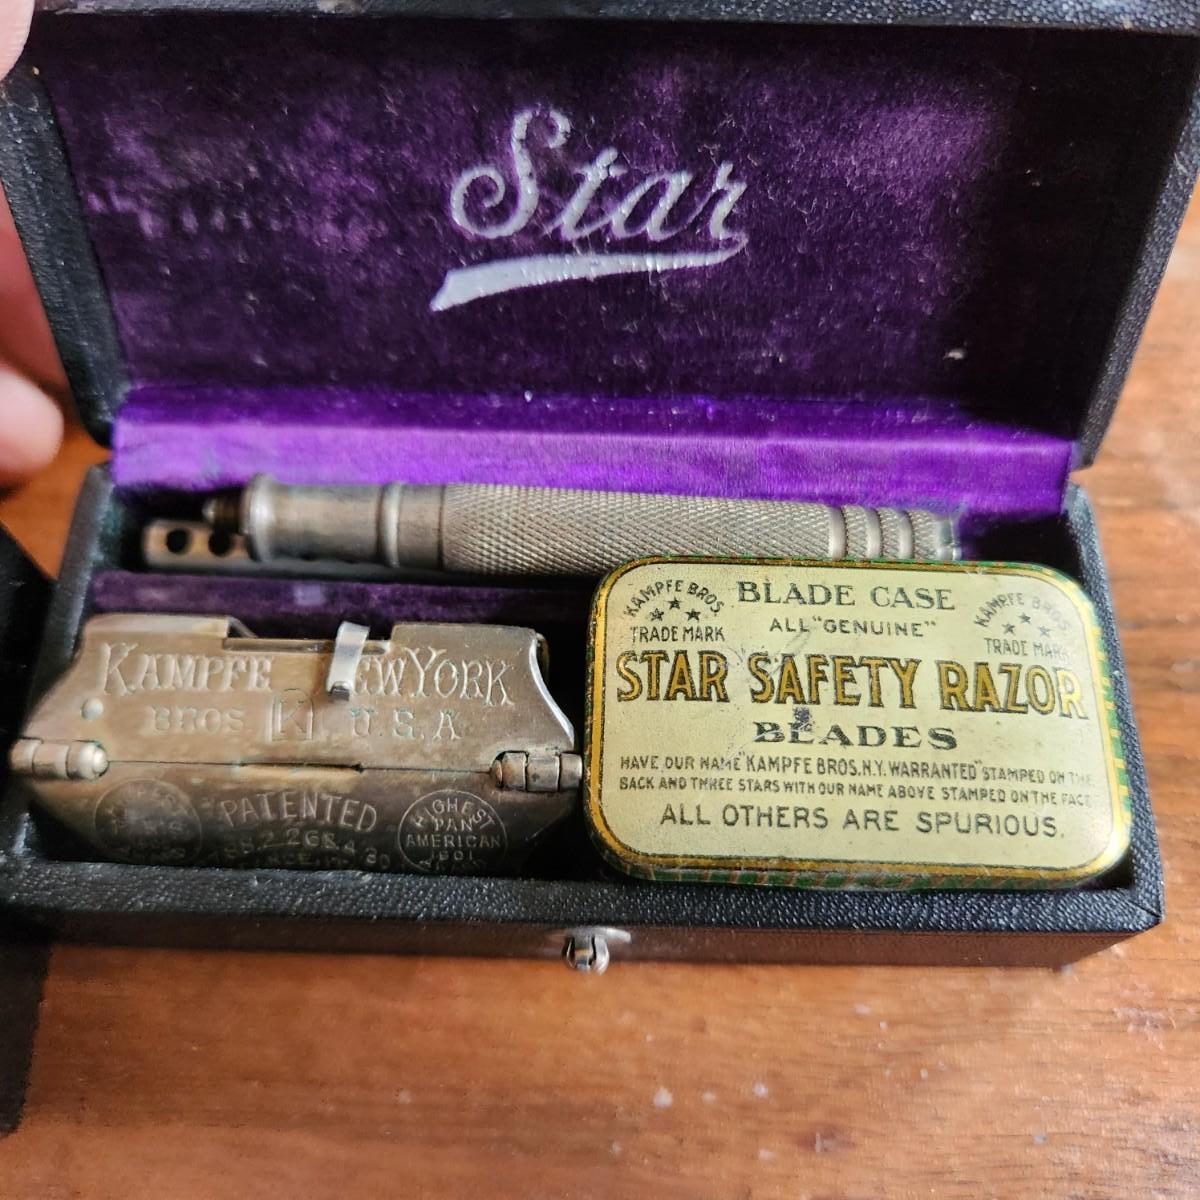 Star
KAMPFE NEW YORK
BROS. K U.S.A
PATENTED
HIGHEST
PAN
AMERICAN
1901
KAMPFE BROS.
TRADE MARK
BLADE CASE
ALL "GENUINE"
KAMPFE BROS.
TRADE MARK
STAR SAFETY RAZOR
BLADES
HAVE OUR NAME "KAMPFE BROS. N.Y. WARRANTED" STAMPED ON THE
BACK AND THREE STARS WITH OUR NAME ABOVE STAMPED ON THE FACE
ALL OTHERS ARE SPURIOUS.